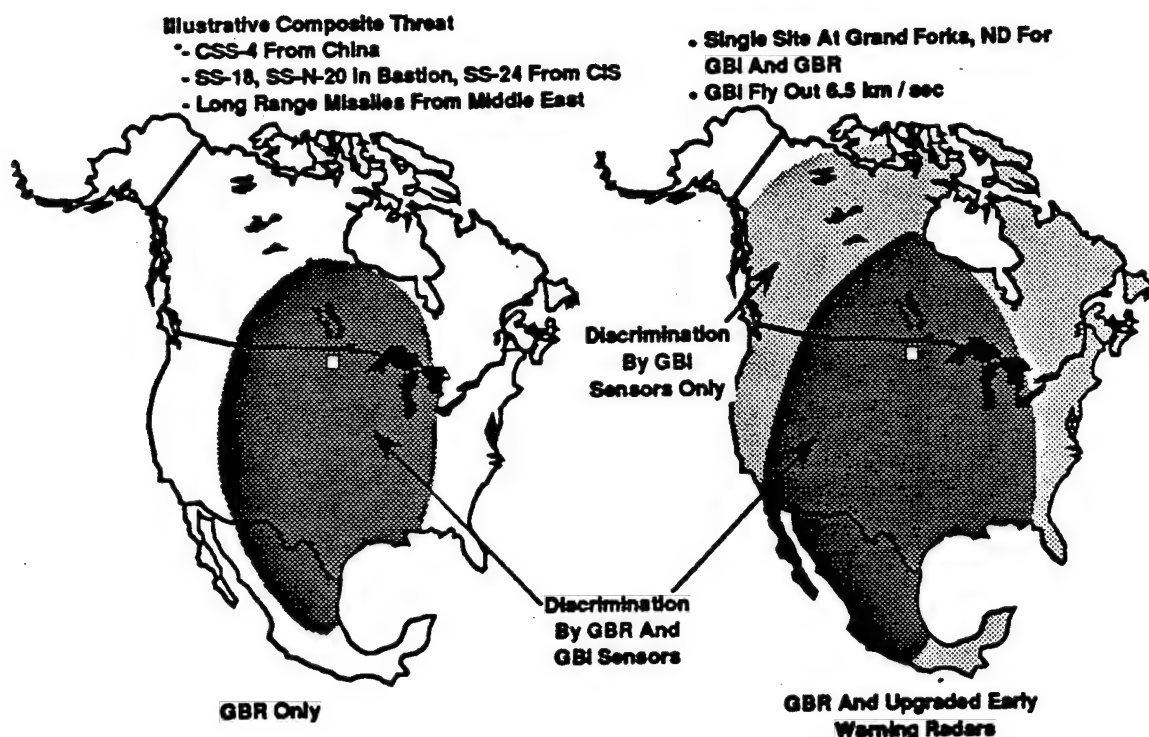 Illustrative Composite Threat
- CSS-4 From China
- SS-18, SS-N-20 in Bastion, SS-24 From CIS
- Long Range Missiles From Middle East
• Single Site At Grand Forks, ND For
GBI And GBR
• GBI Fly Out 6.5 km / sec
Discrimination
By GBI
Sensors Only
Discrimination
By GBR And
GBI Sensors
GBR Only
GBR And Upgraded Early
Warning Radars